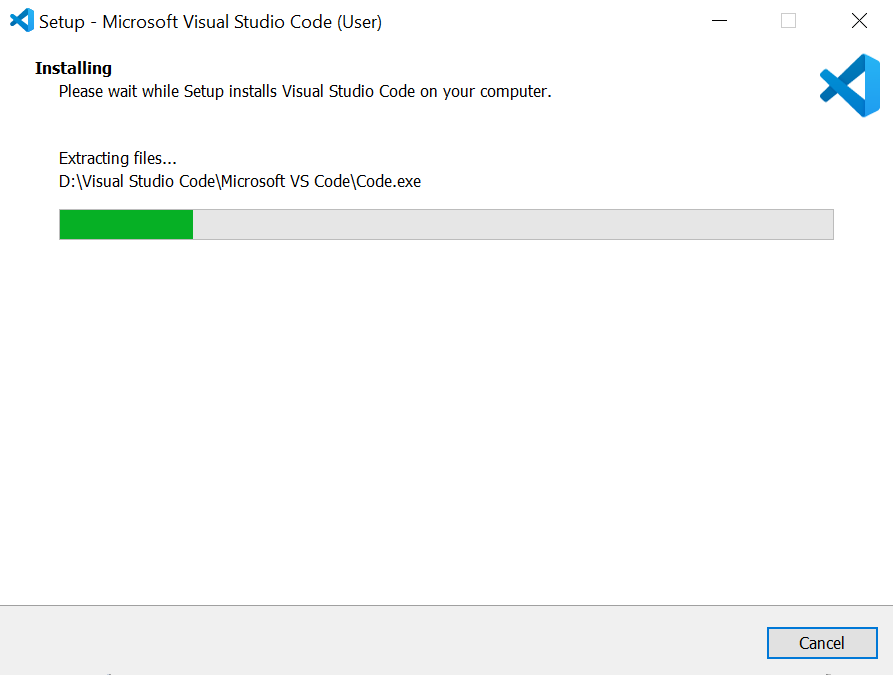 Setup - Microsoft Visual Studio Code (User)
Installing
Please wait while Setup installs Visual Studio Code on your computer.
Extracting files...
D:\Visual Studio Code\Microsoft VS Code\Code.exe
Cancel